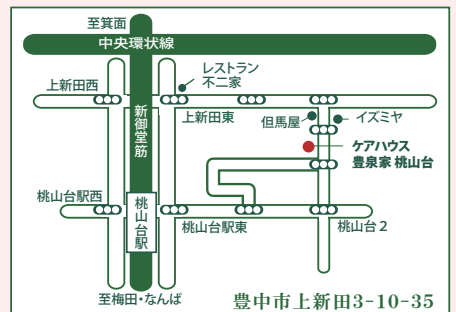 至箕面
中央環状線
レストラン
不二家
上新田西
新御堂筋
上新田東
但馬屋
イズミヤ
ケアハウス
豊泉家 桃山台
桃山台駅西
桃山台駅
桃山台駅東
桃山台2
至梅田・なんば
豊中市上新田3-10-35